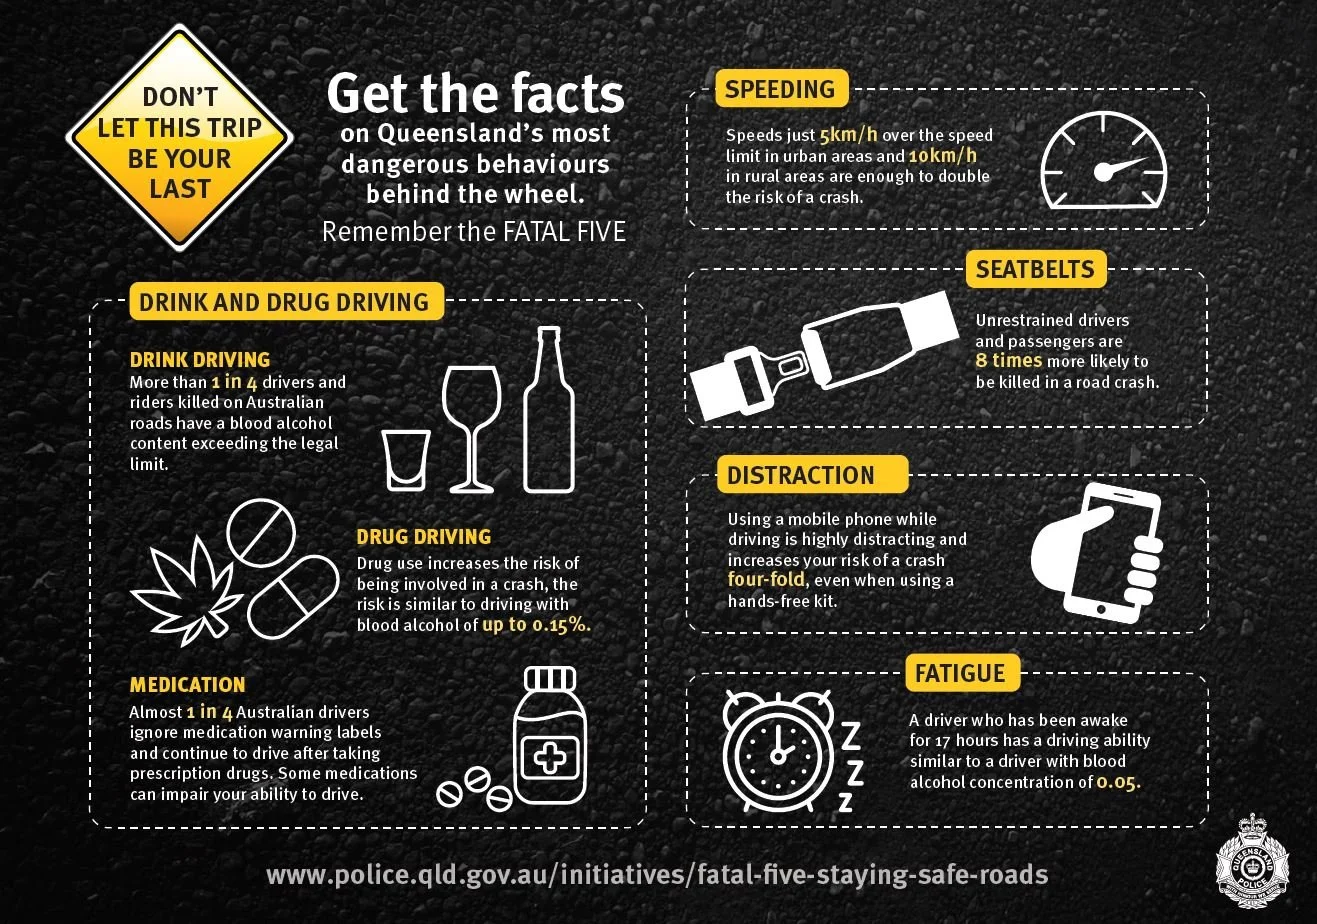 DON'T
LET THIS TRIP
BE YOUR
LAST
Get the facts
on Queensland's most
dangerous behaviours
behind the wheel.
Remember the FATAL FIVE
DRINK AND DRUG DRIVING
DRINK DRIVING
More than 1 in 4 drivers and
riders killed on Australian
roads have a blood alcohol
content exceeding the legal
limit.
DRUG DRIVING
Drug use increases the risk of
being involved in a crash, the
risk is similar to driving with
blood alcohol of up to 0.15%.
MEDICATION
Almost 1 in 4 Australian drivers
ignore medication warning labels
and continue to drive after taking
prescription drugs. Some medications
can impair your ability to drive.
SPEEDING
Speeds just 5km/h over the speed
limit in urban areas and 10km/h
in rural areas are enough to double
the risk of a crash.
SEATBELTS
Unrestrained drivers
and passengers are
8 times more likely to
be killed in a road crash.
DISTRACTION
Using a mobile phone while
driving is highly distracting and
increases your risk of a crash
four-fold, even when using a
hands-free kit.
FATIGUE
Z
Z
Z
Z
A driver who has been awake
for 17 hours has a driving ability
similar to a driver with blood
alcohol concentration of 0.05.
www.police.qld.gov.au/initiatives/fatal-five-staying-safe-roads
QUEENSLAND
POLICE